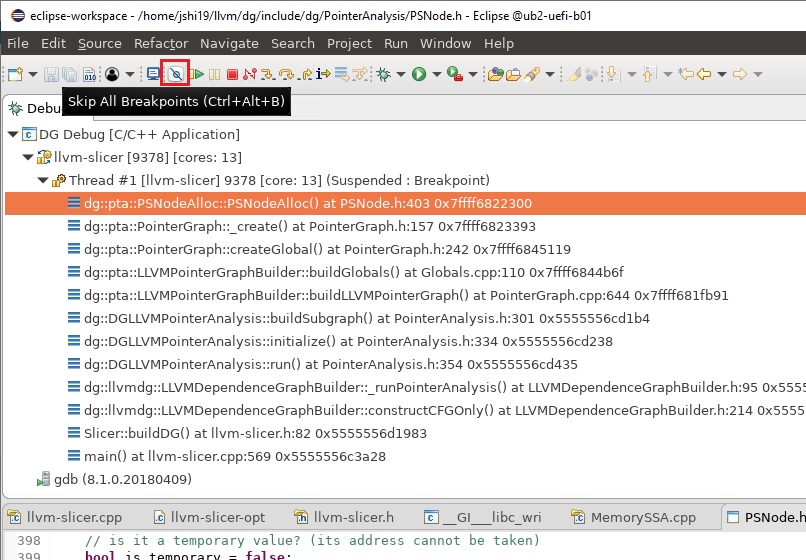 eclipse-workspace - /home/jshi19/llvm/dg/include/dg/PointerAnalysis/PSNode.h - Eclipse @ub2-uefi-b01
File Edit Source Refactor Navigate Search Project Run Window Help
010
Skip All Breakpoints (Ctrl+Alt+B)
Debu
DG Debug [C/C++ Application]
llvm-slicer [9378] [cores: 13]
Thread #1 [llvm-slicer] 9378 [core: 13] (Suspended : Breakpoint)
dg::pta::PSNodeAlloc::PSNodeAlloc() at PSNode.h:403 0x7ffff6822300
dg::pta::PointerGraph::_create() at PointerGraph.h:157 0x7ffff6823393
dg::pta::PointerGraph::createGlobal() at PointerGraph.h:242 0x7ffff6845119
dg::pta::LLVMPointerGraphBuilder::buildGlobals() at Globals.cpp:110 0x7ffff6844b6f
dg::pta::LLVMPointerGraphBuilder::buildLLVMPointerGraph() at PointerGraph.cpp:644 0x7ffff681fb91
dg::DGLLVMPointerAnalysis::buildSubgraph() at PointerAnalysis.h:301 0x5555556cd1b4
dg::DGLLVMPointerAnalysis::initialize() at PointerAnalysis.h:334 0x5555556cd238
dg::DGLLVMPointerAnalysis::run() at PointerAnalysis.h:354 0x5555556cd435
dg::llvmdg::LLVMDependenceGraphBuilder::_runPointerAnalysis() at LLVMDependenceGraphBuilder.h:95 0x5555
dg::llvmdg::LLVMDependenceGraphBuilder::constructCFGOnly() at LLVMDependenceGraphBuilder.h:214 0x5555
Slicer::buildDG() at llvm-slicer.h:82 0x5555556d1983
main() at llvm-slicer.cpp:569 0x5555556c3a28
gdb (8.1.0.20180409)
llvm-slicer.cpp llvm-slicer-opt llvm-slicer.h __GI___libc_wri MemorySSA.cpp PSNode.h
398 // is it a temporary value? (its address cannot be taken)
399 bool is_temporary = false;